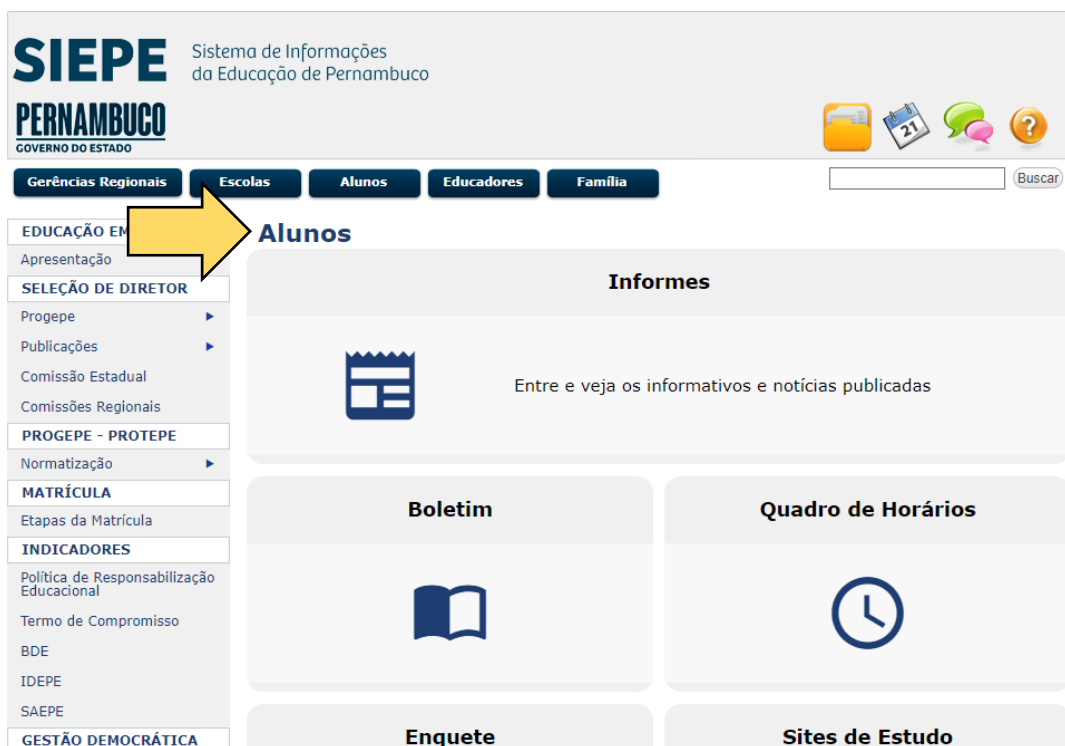 SIEPE
Sistema de Informações
da Educação de Pernambuco
PERNAMBUCO
GOVERNO DO ESTADO
21
?
Gerências Regionais
Escolas
Alunos
Educadores
Família
Buscar
EDUCAÇÃO
Apresentação
SELEÇÃO DE DIRETOR
Progepe
Publicações
Comissão Estadual
Comissões Regionais
PROGEPE - PROTEPE
Normatização
MATRÍCULA
Etapas da Matrícula
INDICADORES
Política de Responsabilização
Educacional
Termo de Compromisso
BDE
IDEPE
SAEPE
GESTÃO DEMOCRÁTICA
Alunos
Informes
Entre e veja os informativos e notícias publicadas
Boletim
Quadro de Horários
Enquete
Sites de Estudo